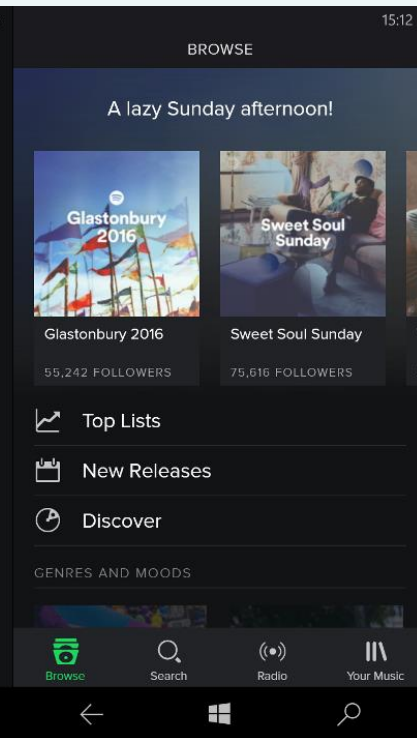 15:12
BROWSE
A lazy Sunday afternoon!
Glastonbury
2016
Sweet Soul
Sunday
Glastonbury 2016
Sweet Soul Sunday
55,242 FOLLOWERS
75,616 FOLLOWERS
Top Lists
New Releases
Discover
GENRES AND MOODS
Browse
Search
Radio
Your Music